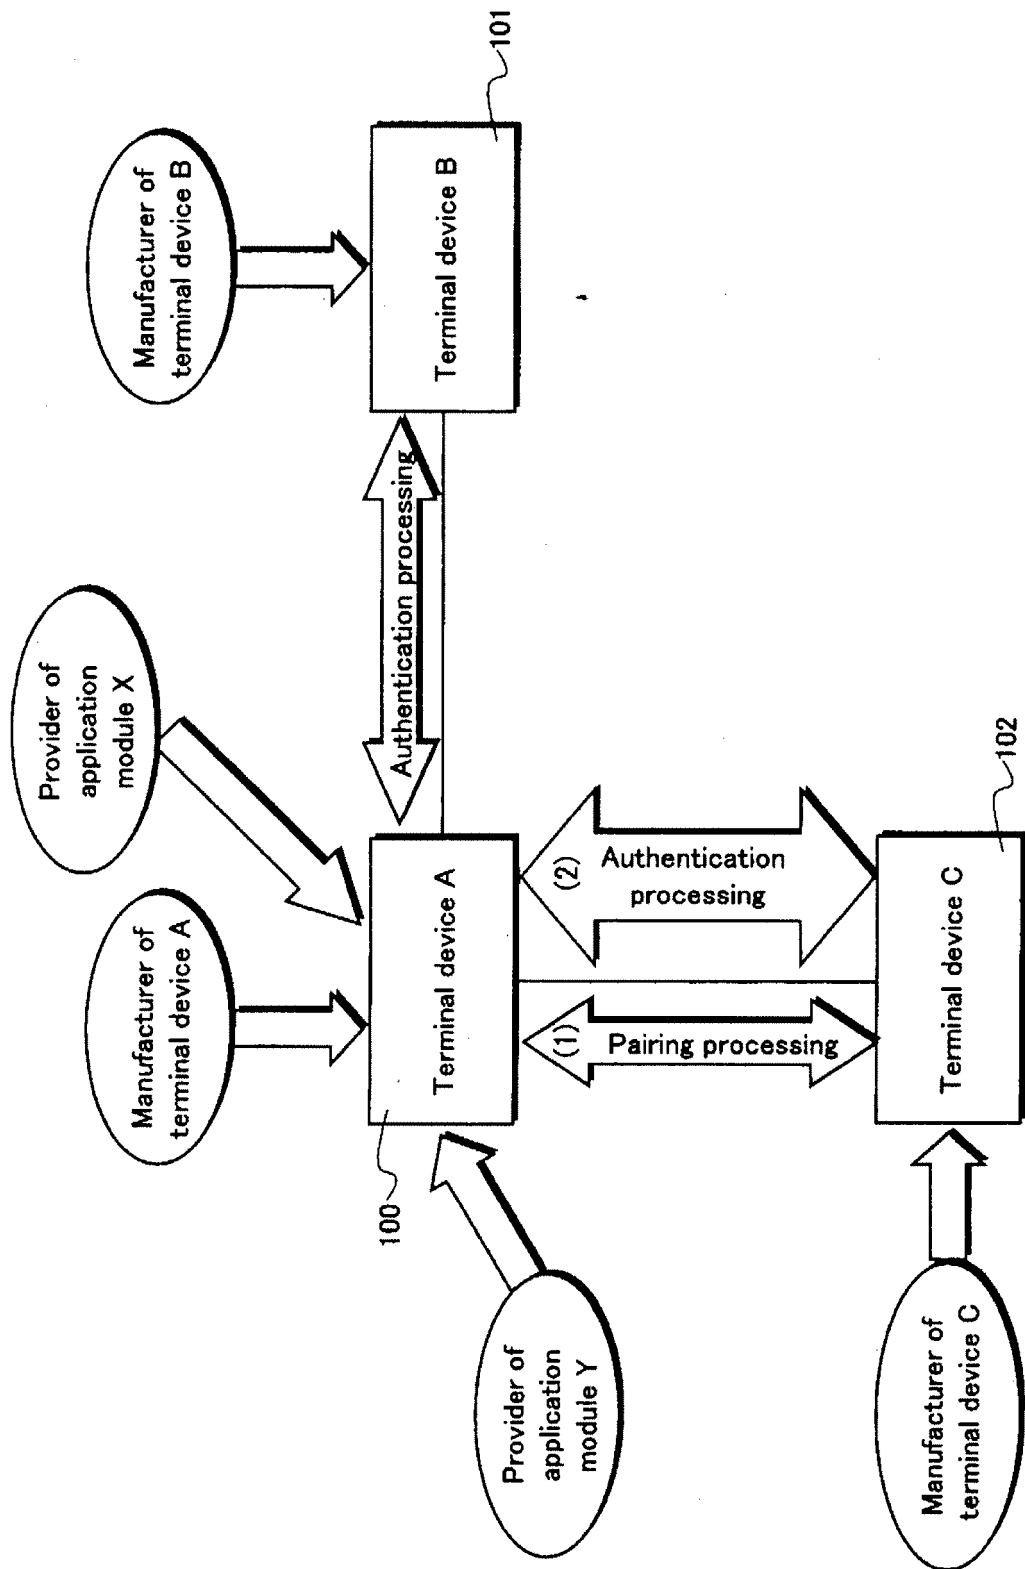 Manufacturer of
terminal device A
Provider of
application
module X
Manufacturer of
terminal device B
Provider of
application
module Y
100
Terminal device A
Authentication processing
Terminal device B
101
(1)
Pairing processing
(2)
Authentication
processing
Manufacturer of
terminal device C
Terminal device C
102